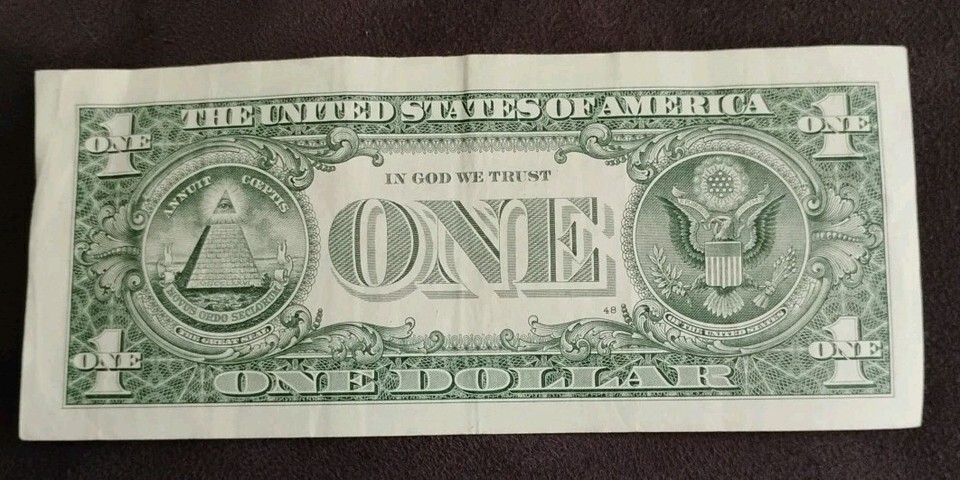 THE UNITED STATES OF AMERICA
1
ONE
1
ONE
ANNUIT CŒPTIS
NOVUS ORDO SECLORUM
THE GREAT SEAL
IN GOD WE TRUST
ONE
48
OF THE UNITED STATES
1
ONE
1
ONE
ONE DOLLAR